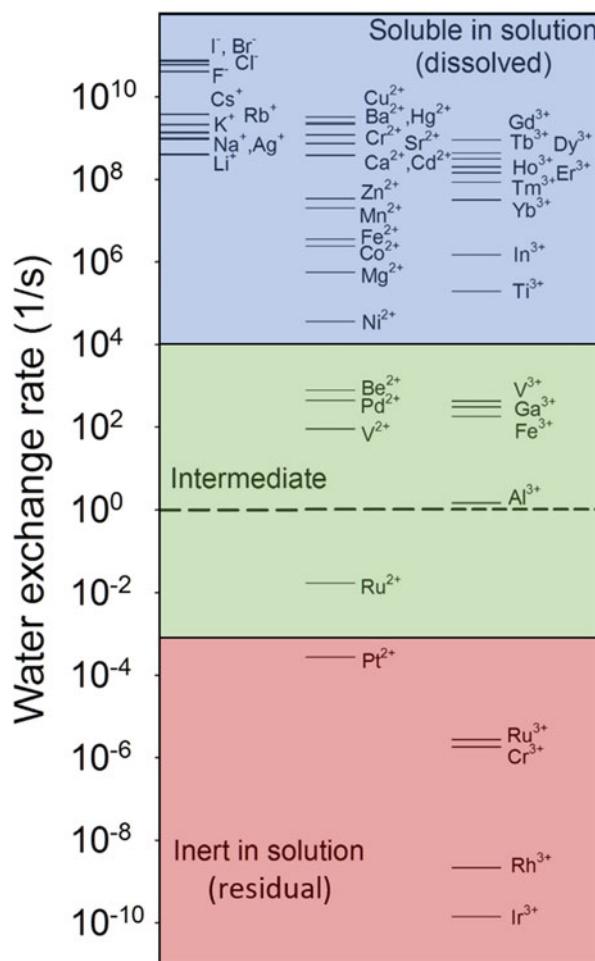 Water exchange rate (1/s)
10¹⁰
10⁸
10⁶
10⁴
10²
10⁰
10⁻²
10⁻⁴
10⁻⁶
10⁻⁸
10⁻¹⁰
Soluble in solution
(dissolved)
I⁻, Br⁻
Cl⁻
F⁻
Cs⁺
K⁺ Rb⁺
Na⁺,Ag⁺
Li⁺
Cu²⁺
Ba²⁺,Hg²⁺
Cr²⁺
Sr²⁺
Ca²⁺,Cd²⁺
Zn²⁺
Mn²⁺
Fe²⁺
Co²⁺
Mg²⁺
Ni²⁺
Gd³⁺
Tb³⁺ Dy³⁺
Ho³⁺
Er³⁺
Tm³⁺
Yb³⁺
In³⁺
Ti³⁺
Intermediate
Be²⁺
Pd²⁺
V²⁺
Ru²⁺
V³⁺
Ga³⁺
Fe³⁺
Al³⁺
Inert in solution
(residual)
Pt²⁺
Ru³⁺
Cr³⁺
Rh³⁺
Ir³⁺